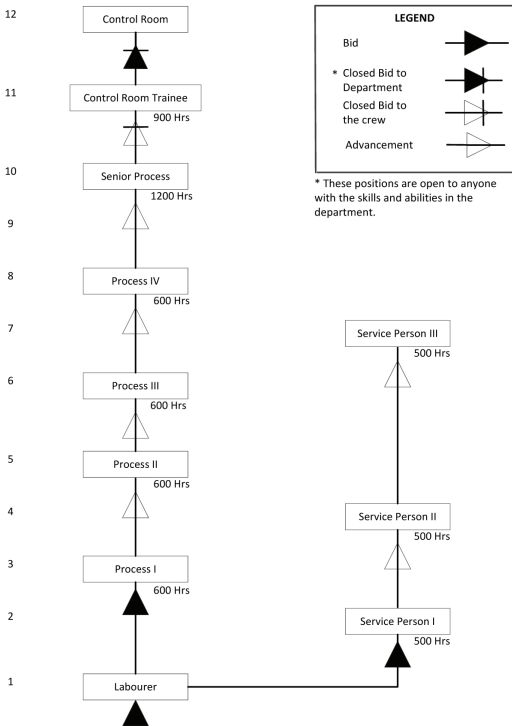 12
Control Room
11
Control Room Trainee
900 Hrs
10
Senior Process
1200 Hrs
9
8
Process IV
600 Hrs
7
6
Process III
600 Hrs
5
Process II
600 Hrs
4
3
Process I
600 Hrs
2
1
Labourer
Service Person III
500 Hrs
Service Person II
500 Hrs
Service Person I
500 Hrs
LEGEND
Bid
* Closed Bid to
Department
Closed Bid to
the crew
Advancement
* These positions are open to anyone
with the skills and abilities in the
department.